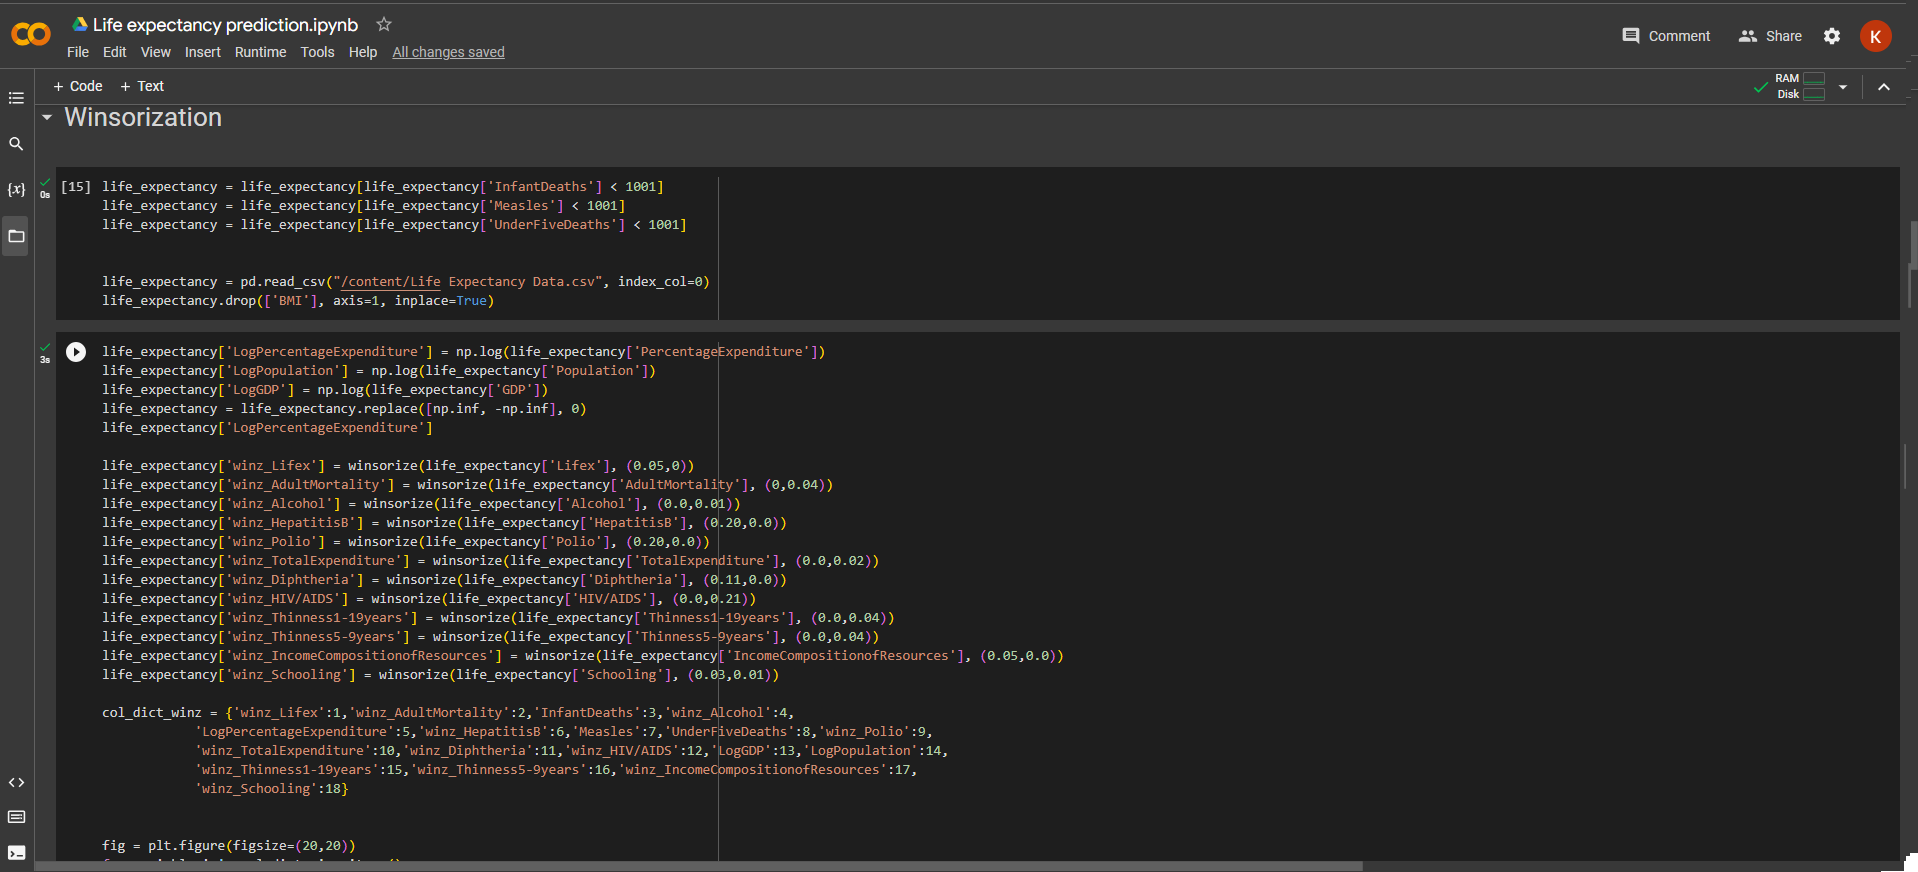 Life expectancy prediction.ipynb
File Edit View Insert Runtime Tools Help All changes saved
Comment Share K
+ Code + Text
RAM
Disk
Winsorization
{x}
0s
[15] life_expectancy = life_expectancy[life_expectancy['InfantDeaths'] < 1001]
life_expectancy = life_expectancy[life_expectancy['Measles'] < 1001]
life_expectancy = life_expectancy[life_expectancy['UnderFiveDeaths'] < 1001]
life_expectancy = pd.read_csv("/content/Life Expectancy Data.csv", index_col=0)
life_expectancy.drop(['BMI'], axis=1, inplace=True)
3s
life_expectancy['LogPercentageExpenditure'] = np.log(life_expectancy['PercentageExpenditure'])
life_expectancy['LogPopulation'] = np.log(life_expectancy['Population'])
life_expectancy['LogGDP'] = np.log(life_expectancy['GDP'])
life_expectancy = life_expectancy.replace([np.inf, -np.inf], 0)
life_expectancy['LogPercentageExpenditure']
life_expectancy['winz_Lifex'] = winsorize(life_expectancy['Lifex'], (0.05,0))
life_expectancy['winz_AdultMortality'] = winsorize(life_expectancy['AdultMortality'], (0,0.04))
life_expectancy['winz_Alcohol'] = winsorize(life_expectancy['Alcohol'], (0.0,0.01))
life_expectancy['winz_HepatitisB'] = winsorize(life_expectancy['HepatitisB'], (0.20,0.0))
life_expectancy['winz_Polio'] = winsorize(life_expectancy['Polio'], (0.20,0.0))
life_expectancy['winz_TotalExpenditure'] = winsorize(life_expectancy['TotalExpenditure'], (0.0,0.02))
life_expectancy['winz_Diphtheria'] = winsorize(life_expectancy['Diphtheria'], (0.11,0.0))
life_expectancy['winz_HIV/AIDS'] = winsorize(life_expectancy['HIV/AIDS'], (0.0,0.21))
life_expectancy['winz_Thinness1-19years'] = winsorize(life_expectancy['Thinness1-19years'], (0.0,0.04))
life_expectancy['winz_Thinness5-9years'] = winsorize(life_expectancy['Thinness5-9years'], (0.0,0.04))
life_expectancy['winz_IncomeCompositionofResources'] = winsorize(life_expectancy['IncomeCompositionofResources'], (0.05,0.0))
life_expectancy['winz_Schooling'] = winsorize(life_expectancy['Schooling'], (0.03,0.01))
col_dict_winz = {'winz_Lifex':1,'winz_AdultMortality':2,'InfantDeaths':3,'winz_Alcohol':4,
'LogPercentageExpenditure':5,'winz_HepatitisB':6,'Measles':7,'UnderFiveDeaths':8,'winz_Polio':9,
'winz_TotalExpenditure':10,'winz_Diphtheria':11,'winz_HIV/AIDS':12,'LogGDP':13,'LogPopulation':14,
'winz_Thinness1-19years':15,'winz_Thinness5-9years':16,'winz_IncomeCompositionofResources':17,
'winz_Schooling':18}
fig = plt.figure(figsize=(20,20))